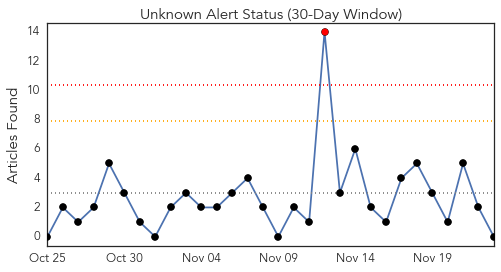 Unknown Alert Status (30-Day Window)
Articles Found
14
12
10
8
6
4
2
0
Oct 25 Oct 30 Nov 04 Nov 09 Nov 14 Nov 19